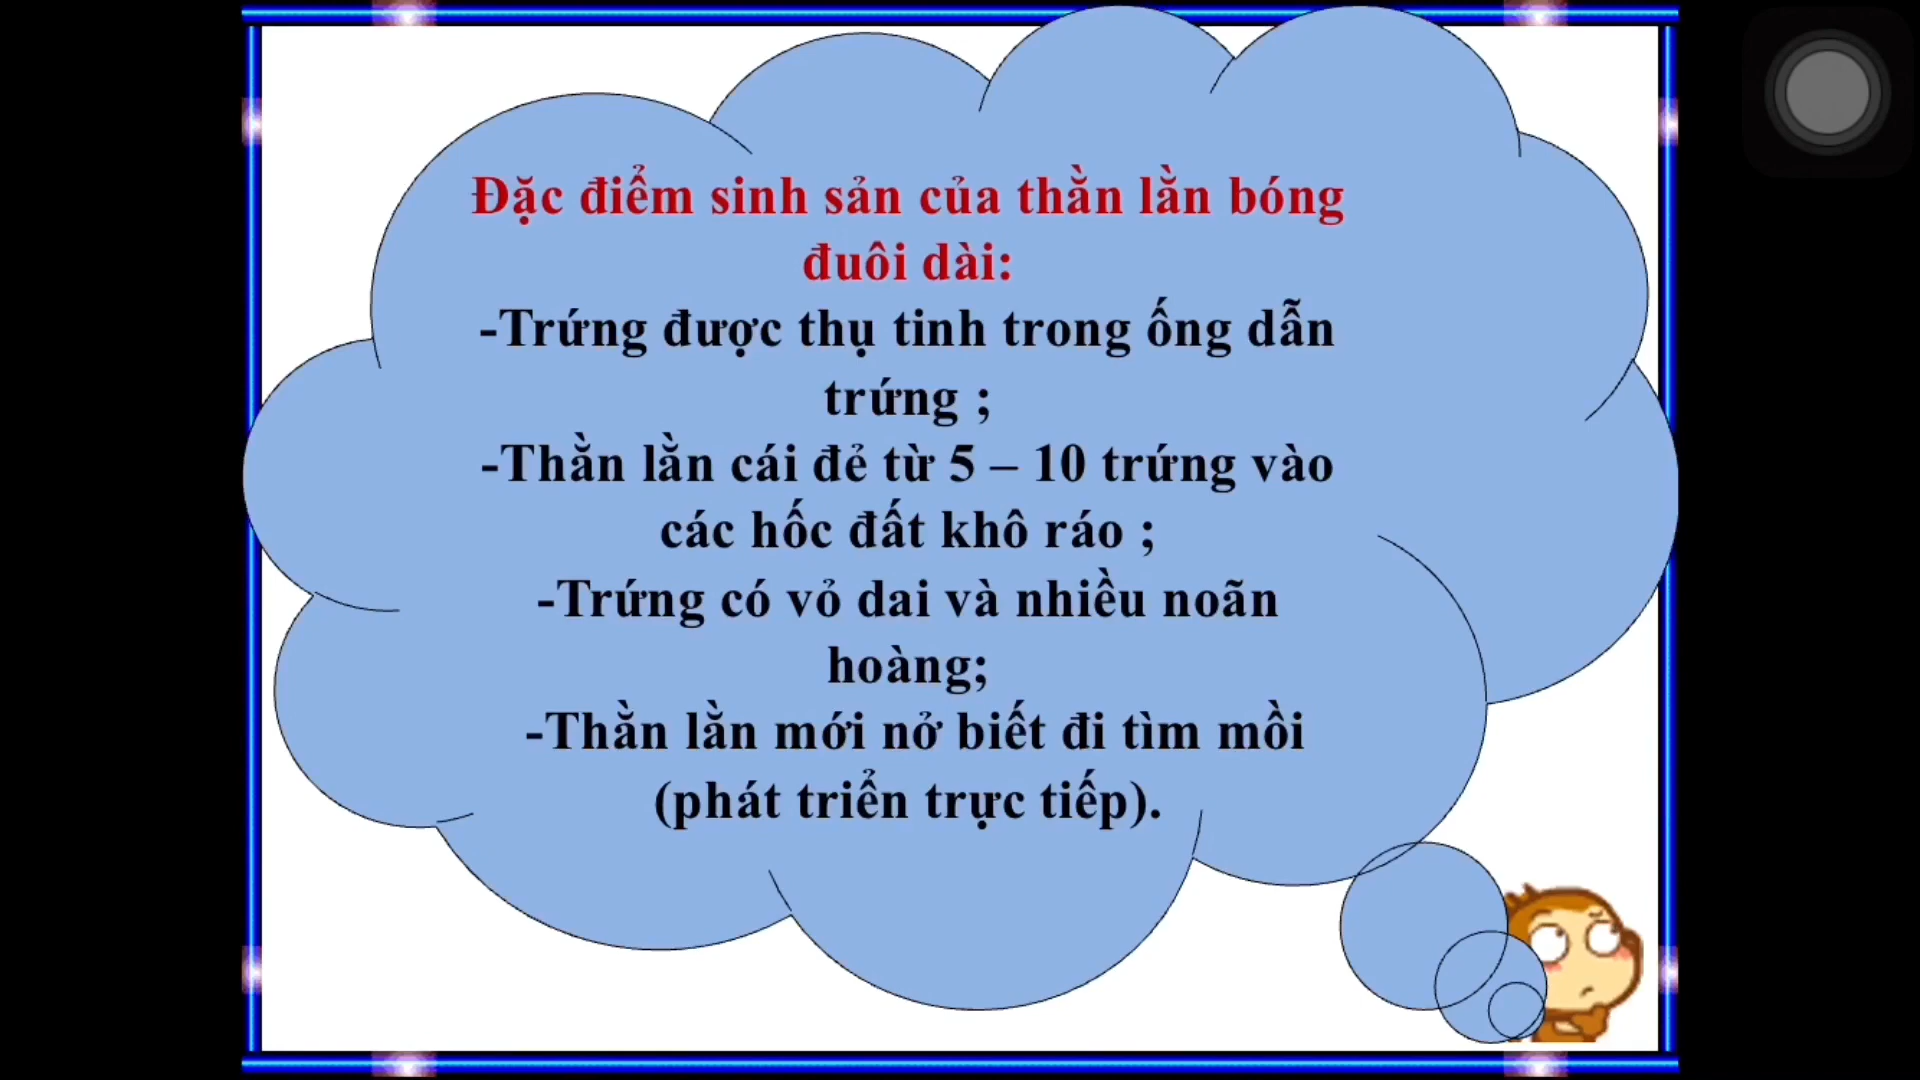 Đặc điểm sinh sản của thằn lằn bóng
đuôi dài:
-Trứng được thụ tinh trong ống dẫn
trứng ;
-Thằn lằn cái đẻ từ 5 – 10 trứng vào
các hốc đất khô ráo ;
-Trứng có vỏ dai và nhiều noãn
hoàng;
-Thằn lằn mới nở biết đi tìm mồi
(phát triển trực tiếp).